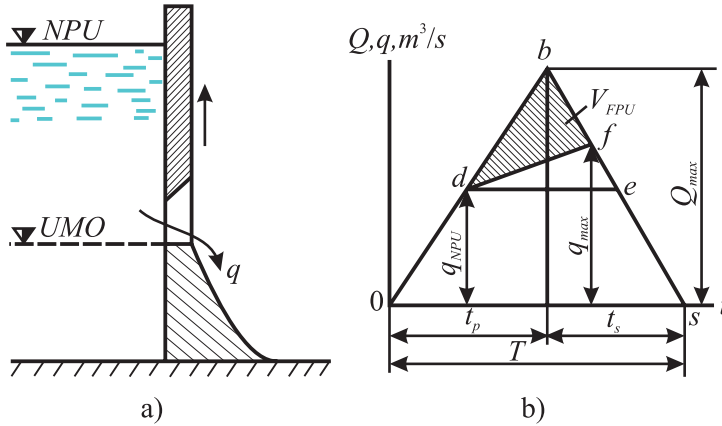 NPU
UMO
q
a)
Q,q,m³/s
b
V_FPU
f
d
e
q_NPU
q_max
Q_max
0
s
t
t_p
t_s
T
b)